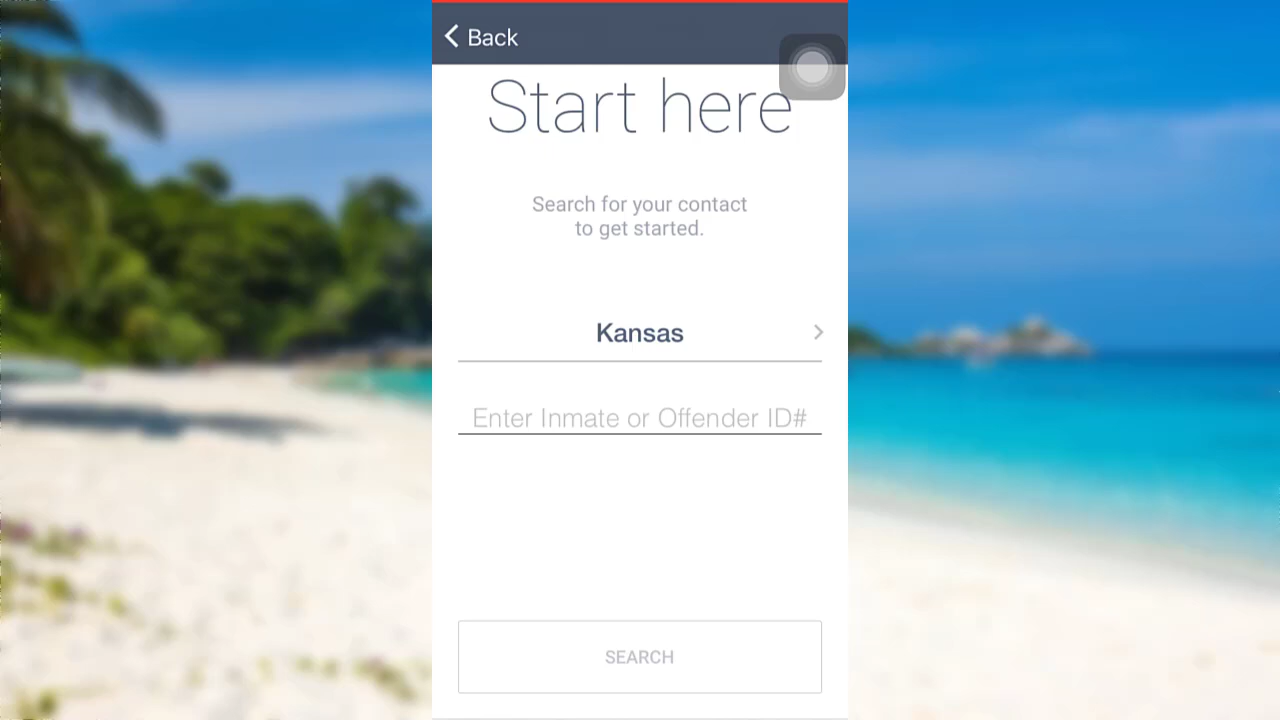 Back
Start here
Search for your contact
to get started.
Kansas
Enter Inmate or Offender ID#
SEARCH